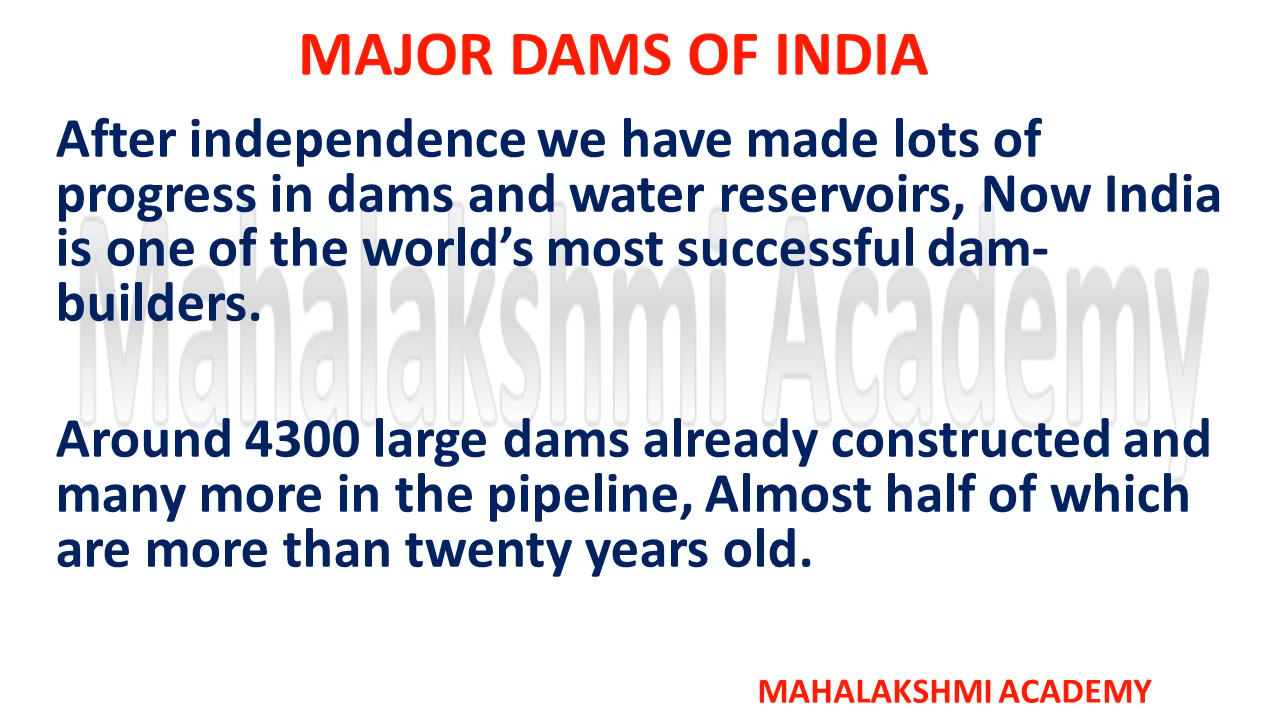 MAJOR DAMS OF INDIA
After independence we have made lots of
progress in dams and water reservoirs, Now India
is one of the world's most successful dam-
builders.
Mahalakshmi Academy
Around 4300 large dams already constructed and
many more in the pipeline, Almost half of which
are more than twenty years old.
MAHALAKSHMI ACADEMY